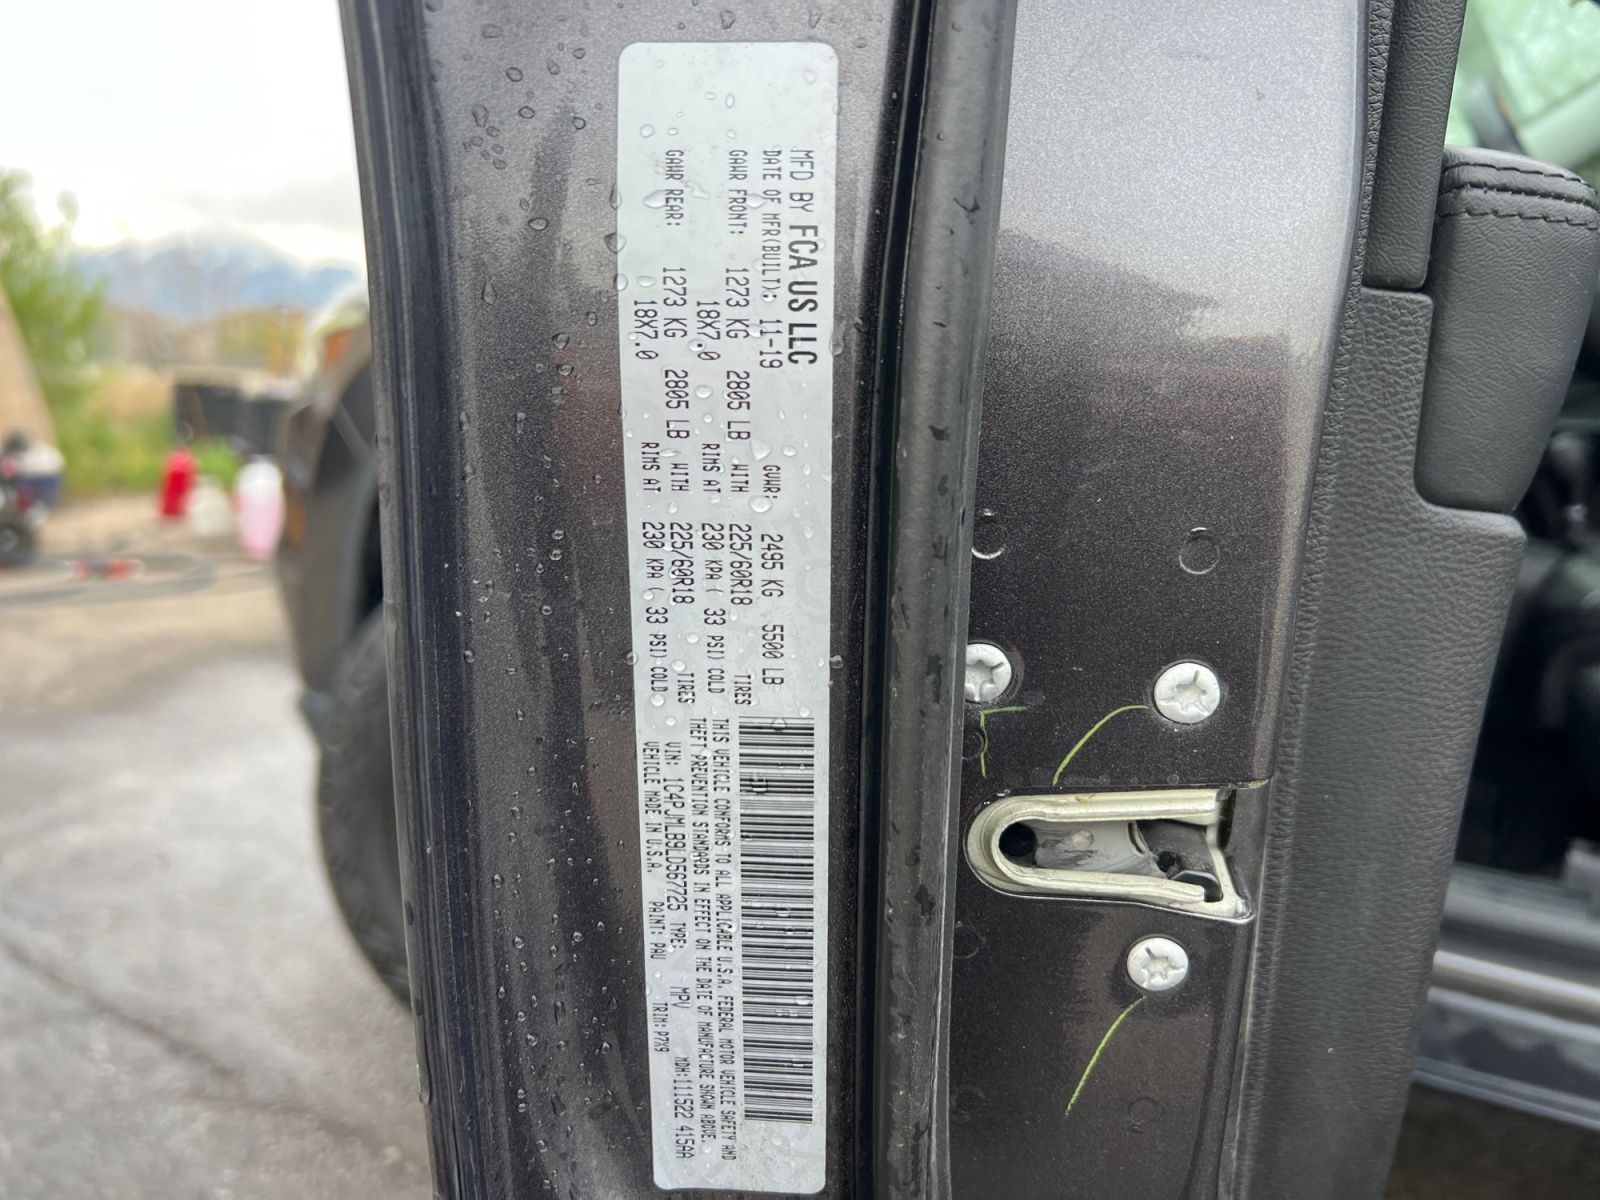 MFD BY FCA US LLC
DATE OF MFR(BUILT): 11-19 GVWR: 2495 KG 5500 LB
GAWR FRONT: 1273 KG 2805 LB WITH 225/60R18 TIRES
18X7.0 RIMS AT 230 KPA ( 33 PSI) COLD
GAWR REAR: 1273 KG 2805 LB WITH 225/60R18 TIRES
18X7.0 RIMS AT 230 KPA ( 33 PSI) COLD
THIS VEHICLE CONFORMS TO ALL APPLICABLE U.S.A. FEDERAL MOTOR VEHICLE SAFETY AND
THEFT PREVENTION STANDARDS IN EFFECT ON THE DATE OF MANUFACTURE SHOWN ABOVE.
VIN: 1C4PJMLB9LD567725 TYPE: MPV MDH:111522 415AA
VEHICLE MADE IN U.S.A. PAINT: PAU TRIM: P7X9